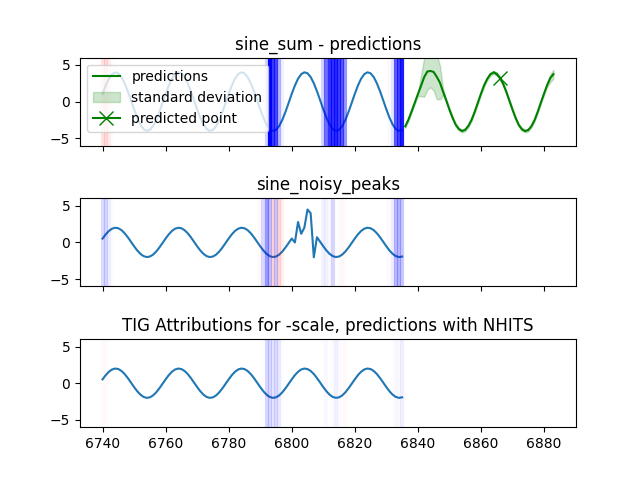 sine_sum - predictions
5
0
−5
predictions
standard deviation
predicted point
sine_noisy_peaks
5
0
−5
TIG Attributions for -scale, predictions with NHITS
5
0
−5
6740 6760 6780 6800 6820 6840 6860 6880